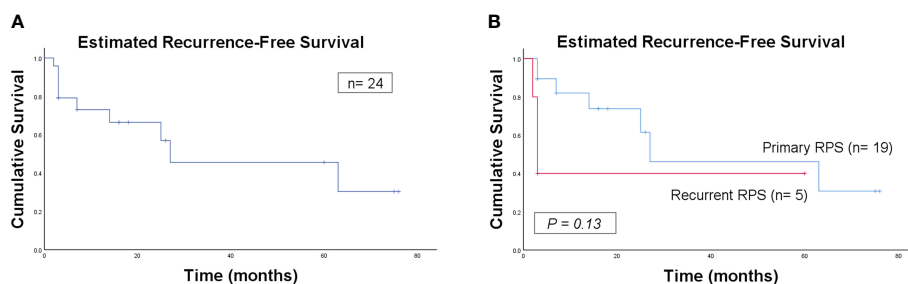 A
Estimated Recurrence-Free Survival
n= 24
Cumulative Survival
1.0
0.8
0.6
0.4
0.2
0.0
0
20
40
60
80
Time (months)
B
Estimated Recurrence-Free Survival
Cumulative Survival
1.0
0.8
0.6
0.4
0.2
0.0
Primary RPS (n= 19)
Recurrent RPS (n= 5)
P = 0.13
0
20
40
60
80
Time (months)